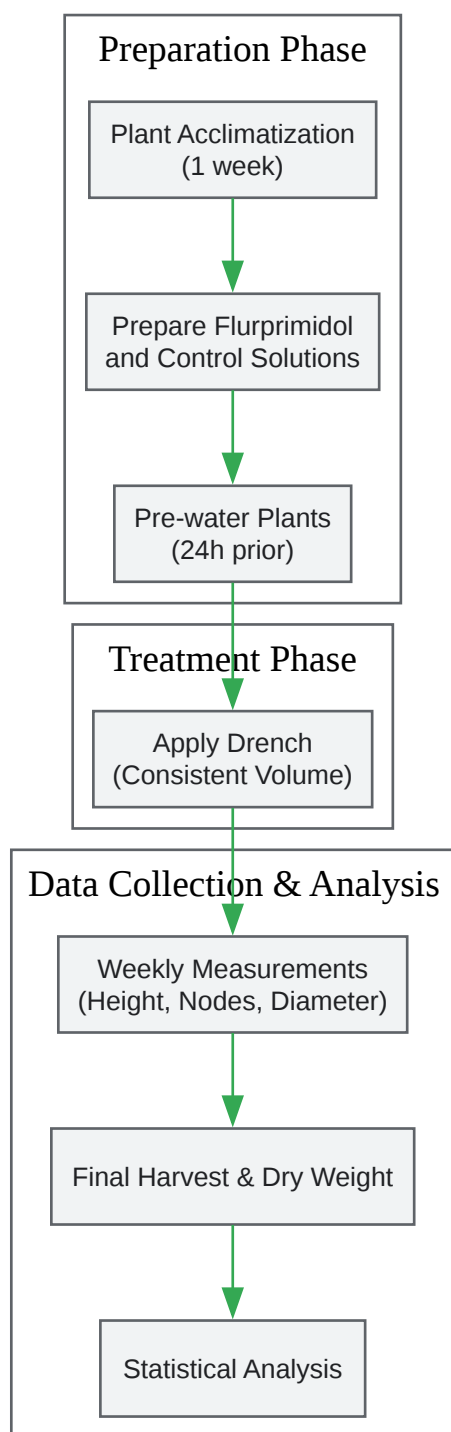 Preparation Phase
Plant Acclimatization
(1 week)
Prepare Flurprimidol
and Control Solutions
Pre-water Plants
(24h prior)
Treatment Phase
Apply Drench
(Consistent Volume)
Data Collection & Analysis
Weekly Measurements
(Height, Nodes, Diameter)
Final Harvest & Dry Weight
Statistical Analysis